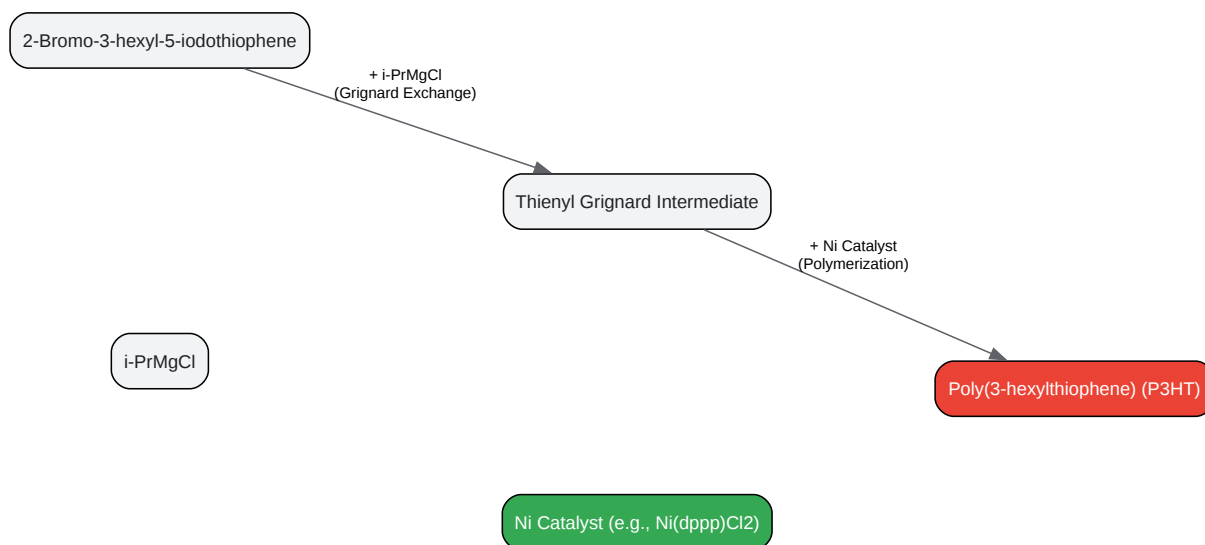 2-Bromo-3-hexyl-5-iodothiophene
+ i-PrMgCl
(Grignard Exchange)
Thienyl Grignard Intermediate
+ Ni Catalyst
(Polymerization)
i-PrMgCl
Poly(3-hexylthiophene) (P3HT)
Ni Catalyst (e.g., Ni(dppp)Cl2)